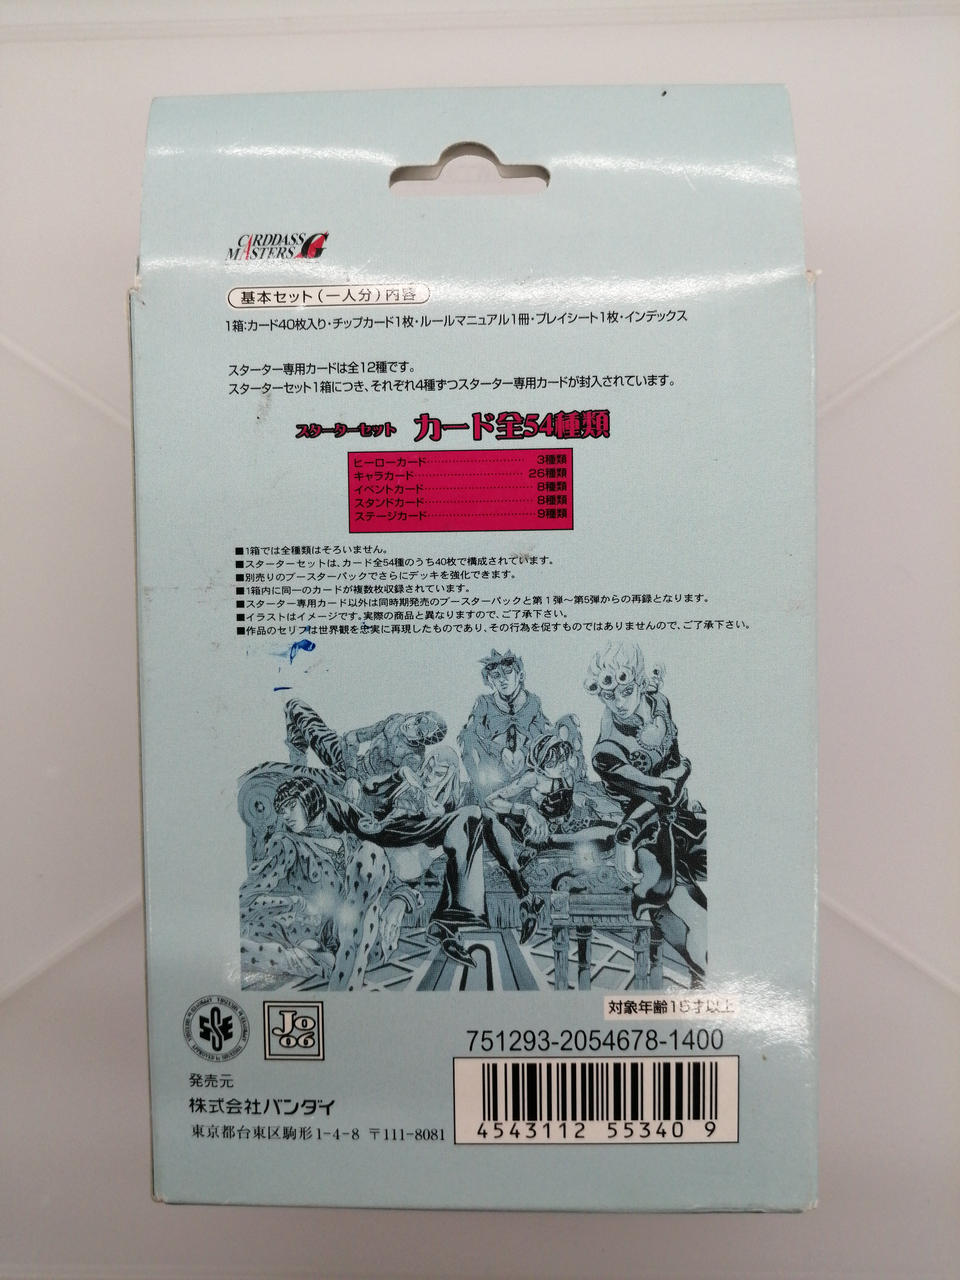 CARDDASS
MASTERS G
基本セット(一人分)内容
1箱:カード40枚入り・チップカード1枚・ルールマニュアル1冊・プレイシート1枚・インデックス
スターター専用カードは全12種です。
スターターセット1箱につき、それぞれ4種ずつスターター専用カードが封入されています。
スターターセット カード全54種類
ヒーローカード………………………3種類
キャラカード………………………26種類
イベントカード………………………8種類
スタンドカード………………………8種類
ステージカード………………………9種類
■1箱では全種類はそろいません。
■スターターセットは、カード全54種のうち40枚で構成されています。
■別売りのブースターパックでさらにデッキを強化できます。
■1箱内に同一のカードが複数枚収録されています。
■スターター専用カード以外は同時期発売のブースターパックと第1弾〜第5弾からの再録となります。
■イラストはイメージです。実際の商品と異なりますので、ご了承下さい。
■作品のセリフは世界観を忠実に再現したものであり、その行為を促すものではありませんので、ご了承下さい。
対象年齢15才以上
751293-2054678-1400
JoJo
発売元
株式会社バンダイ
東京都台東区駒形1-4-8 〒111-8081
4543112 55340 9